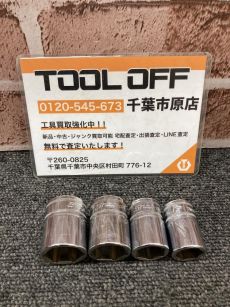 TOOL OFF
0120-545-673 千葉市原店
工具買取強化中！！
新品・中古・ジャンク買取可能 宅配査定・出張査定・LINE査定
無料で査定いたします！
〒260-0825
千葉県千葉市中央区村田町 776-12